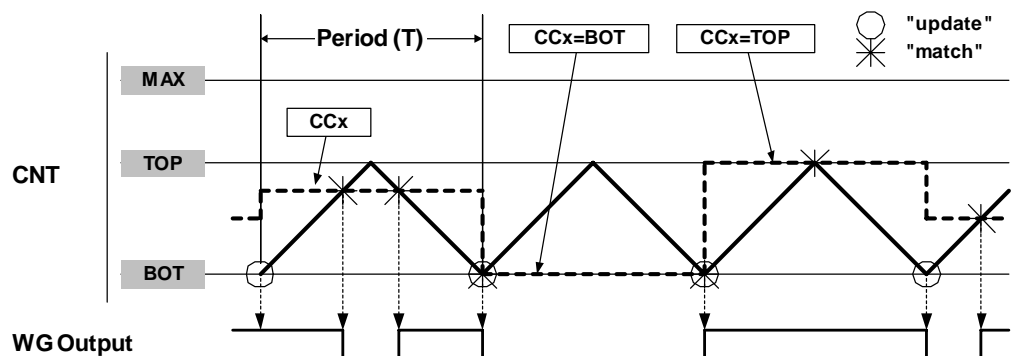 Period (T)
CCx=BOT
CCx=TOP
"update"
"match"
MAX
CCx
TOP
CNT
BOT
WG Output